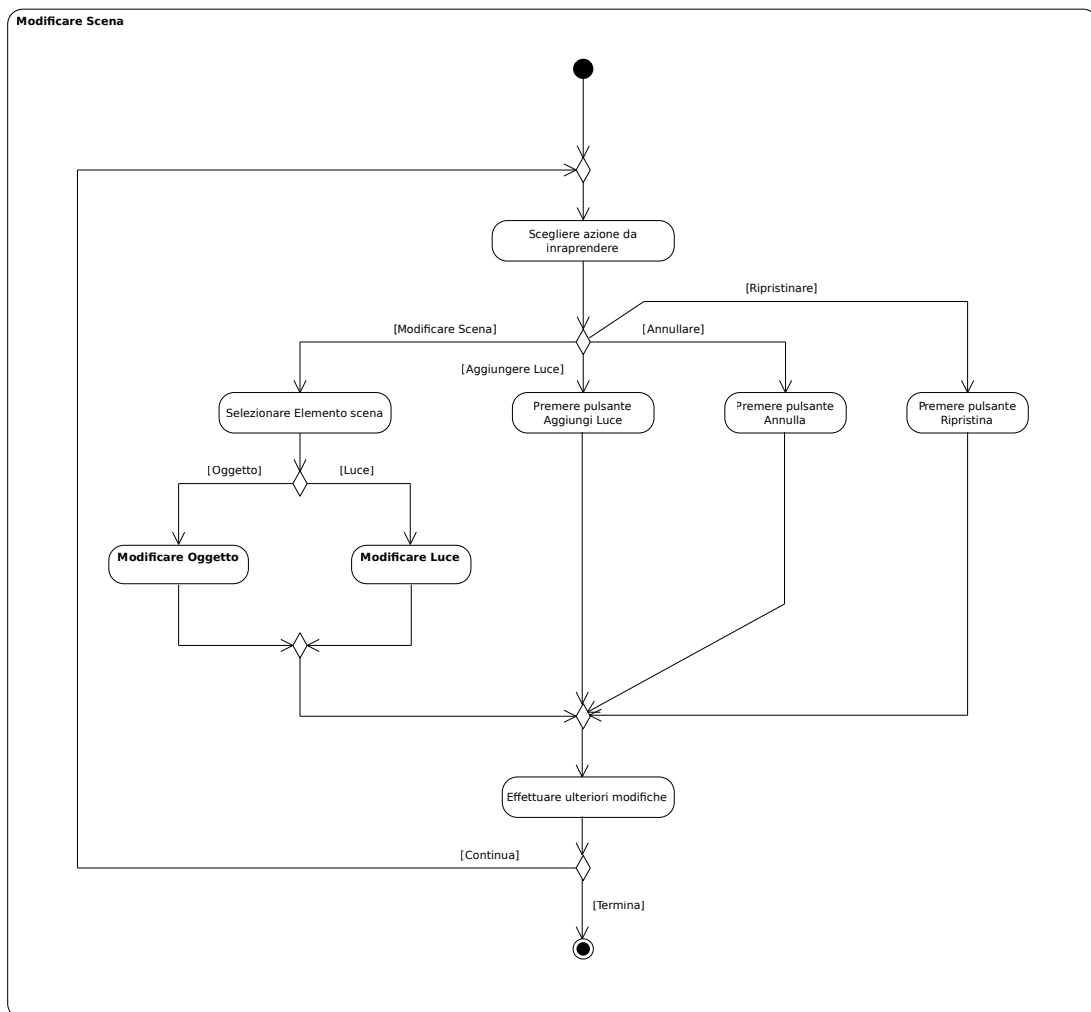 Modificare Scena
Scegliere azione da
inraprendere
[Ripristinare]
[Modificare Scena]
[Annullare]
[Aggiungere Luce]
Selezionare Elemento scena
Premere pulsante
Aggiungi Luce
Premere pulsante
Annulla
Premere pulsante
Ripristina
[Oggetto]
[Luce]
Modificare Oggetto
Modificare Luce
Effettuare ulteriori modifiche
[Continua]
[Termina]